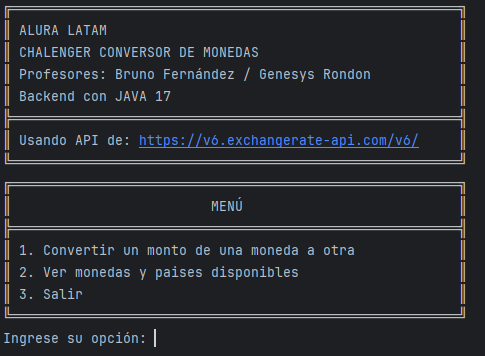 ALURA LATAM
CHALENGER CONVERSOR DE MONEDAS
Profesores: Bruno Fernández / Genesys Rondon
Backend con JAVA 17
Usando API de: https://v6.exchangerate-api.com/v6/
MENÚ
1. Convertir un monto de una moneda a otra
2. Ver monedas y paises disponibles
3. Salir
Ingrese su opción: